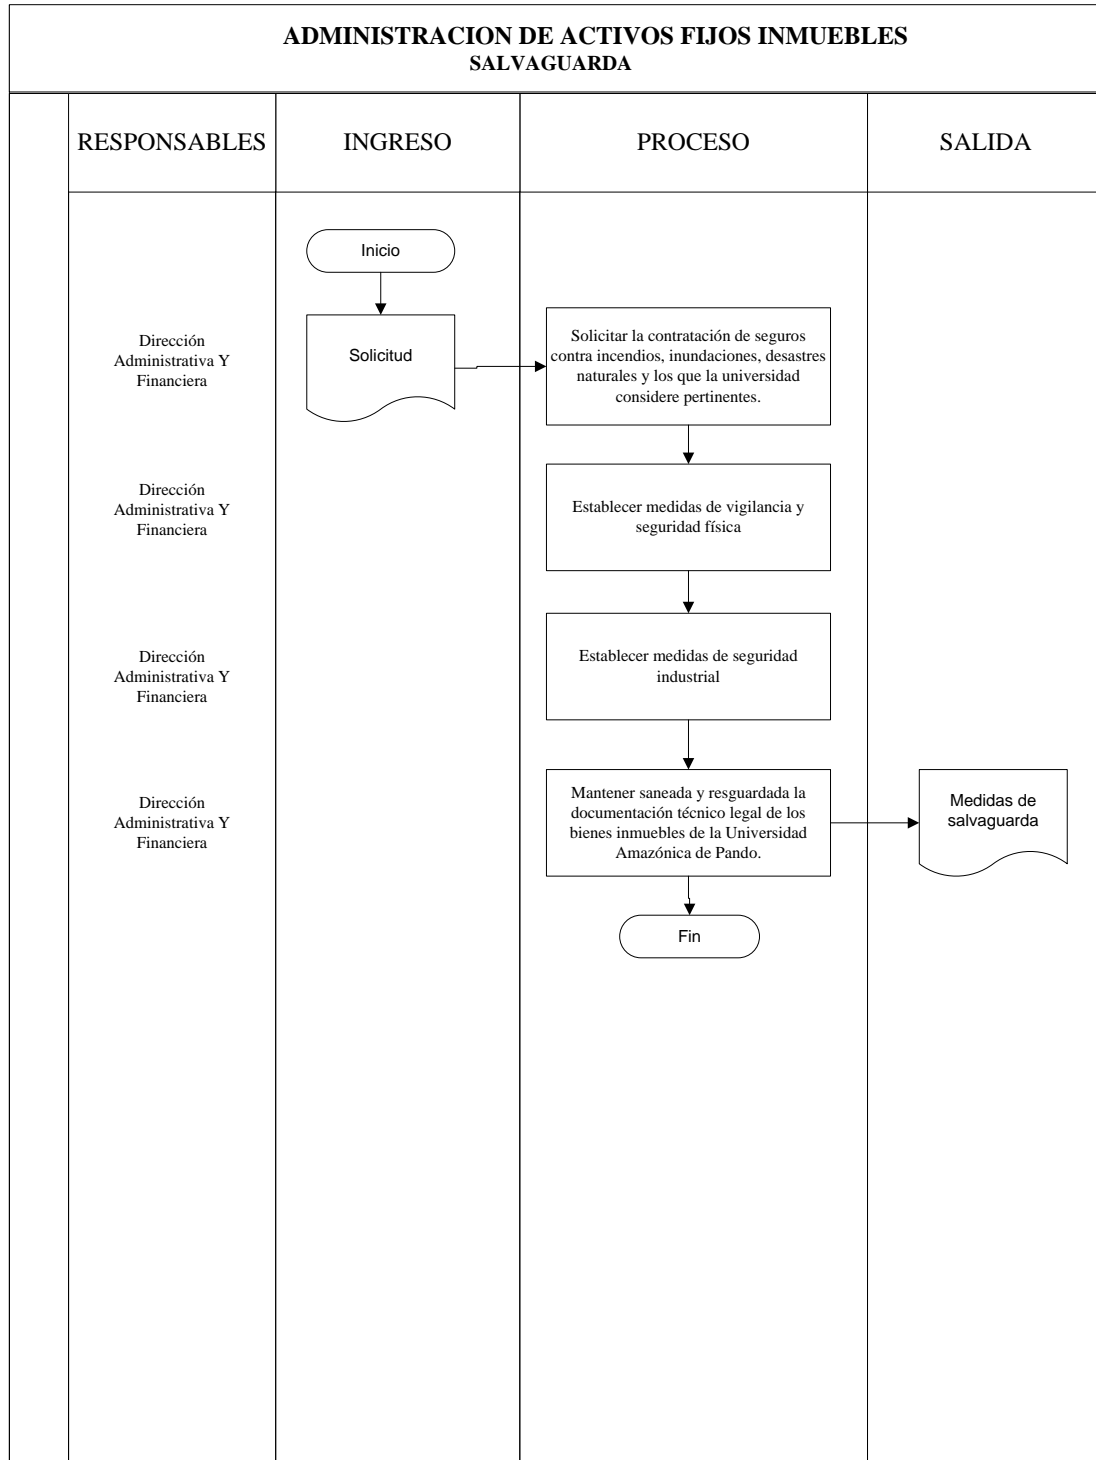 ADMINISTRACION DE ACTIVOS FIJOS INMUEBLES
SALVAGUARDA
RESPONSABLES
INGRESO
PROCESO
SALIDA
Inicio
Dirección
Administrativa Y
Financiera
Solicitud
Solicitar la contratación de seguros
contra incendios, inundaciones, desastres
naturales y los que la universidad
considere pertinentes.
Dirección
Administrativa Y
Financiera
Establecer medidas de vigilancia y
seguridad física
Dirección
Administrativa Y
Financiera
Establecer medidas de seguridad
industrial
Dirección
Administrativa Y
Financiera
Mantener saneada y resguardada la
documentación técnico legal de los
bienes inmuebles de la Universidad
Amazónica de Pando.
Medidas de
salvaguarda
Fin